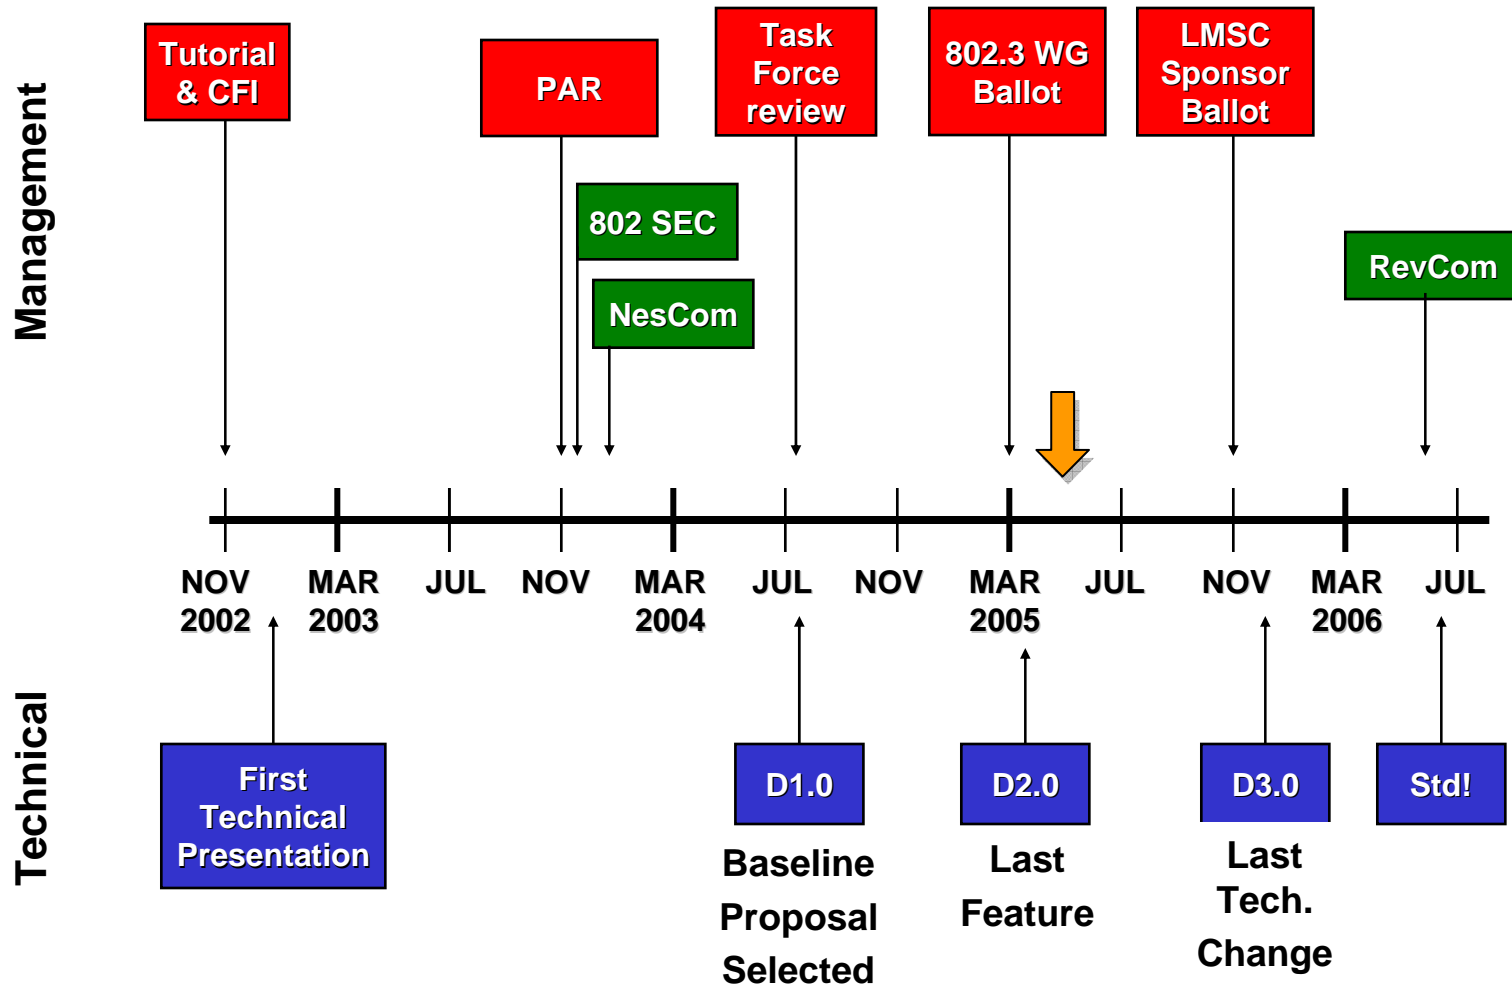 Management
Tutorial
& CFI
PAR
Task
Force
review
802.3 WG
Ballot
LMSC
Sponsor
Ballot
802 SEC
NesCom
RevCom
NOV
2002
MAR
2003
JUL
NOV
MAR
2004
JUL
NOV
MAR
2005
JUL
NOV
MAR
2006
JUL
Technical
First
Technical
Presentation
D1.0
Baseline
Proposal
Selected
D2.0
Last
Feature
D3.0
Last
Tech.
Change
Std!